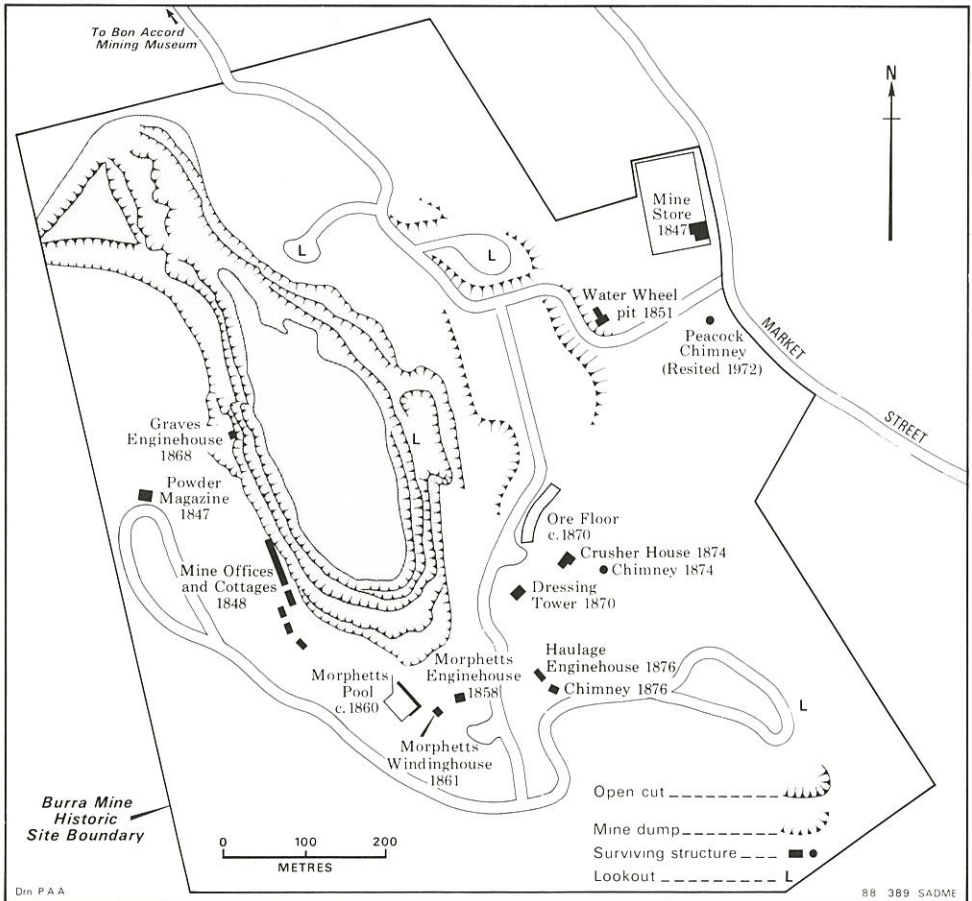 To Bon Accord
Mining Museum
N
Mine
Store
1847
L
L
Water Wheel
pit 1851
Peacock
Chimney
(Resited 1972)
MARKET
STREET
L
Graves
Enginehouse
1868
Powder
Magazine
1847
Ore Floor
c.1870
Crusher House 1874
Chimney 1874
Mine Offices
and Cottages
1848
Dressing
Tower 1870
Haulage
Enginehouse 1876
Chimney 1876
Morphetts
Enginehouse
1858
Morphetts
Pool
c.1860
L
Morphetts
Windinghouse
1861
Burra Mine
Historic
Site Boundary
0 100 200
METRES
Open cut
Mine dump
Surviving structure
Lookout L
Drn P A A
88 389 SADME